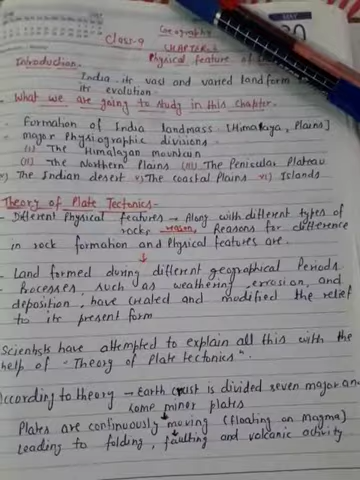 Geography
Class-9 CHAPTER-2
MAY
Physical feature of
Introduction.
India its vast and varied landform
its evolution.
- What we are going to study in this chapter.
Formation of India landmass [Himalaya, Plains]
major Physiographic divisions.
(i) The Himalayan mountain
(ii) The Northern Plains (iii) The Penicular Plateau
The Indian desert v) The coastal Plains vi) Islands
Theory of Plate Tectonics-
- Different Physical features → Along with different types of
rocks, reason, Reasons for difference
in rock formation and Physical features are.
↓
- Land formed during different geographical Periods.
- Processes such as weathering, errosion, and
deposition, have created and modified the relief
to its present form
Scientists have attempted to explain all this with the
help of "Theory of Plate tectonics".
According to theory → Earth crust is divided seven major an
some minor plates
Plates are continuously moving (floating on magma)
leading to folding, faulting and volcanic activity